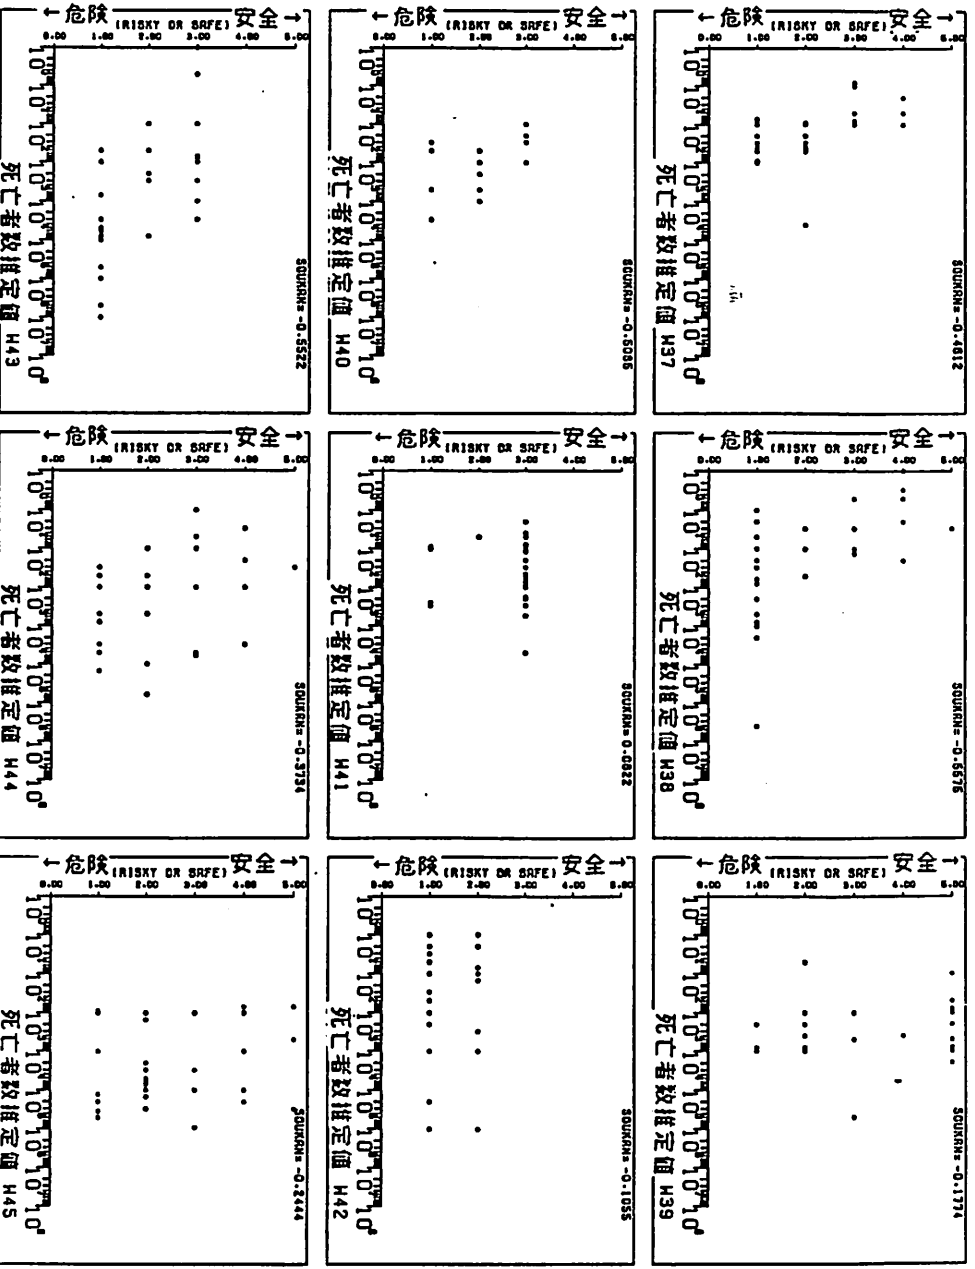 ← 危険 (RISKY OR SAFE) 安全 →
0.00 1.00 2.00 3.00 4.00 5.00
死亡者数推定値 H43
SOUKAN= -0.5522
← 危険 (RISKY OR SAFE) 安全 →
0.00 1.00 2.00 3.00 4.00 5.00
死亡者数推定値 H40
SOUKAN= -0.5085
← 危険 (RISKY OR SAFE) 安全 →
0.00 1.00 2.00 3.00 4.00 5.00
死亡者数推定値 H37
SOUKAN= -0.4612
← 危険 (RISKY OR SAFE) 安全 →
0.00 1.00 2.00 3.00 4.00 5.00
死亡者数推定値 H44
SOUKAN= -0.3734
← 危険 (RISKY OR SAFE) 安全 →
0.00 1.00 2.00 3.00 4.00 5.00
死亡者数推定値 H41
SOUKAN= 0.0822
← 危険 (RISKY OR SAFE) 安全 →
0.00 1.00 2.00 3.00 4.00 5.00
死亡者数推定値 H38
← 危険 (RISKY OR SAFE) 安全 →
0.00 1.00 2.00 3.00 4.00 5.00
死亡者数推定値 H45
SOUKAN= -0.2444
← 危険 (RISKY OR SAFE) 安全 →
0.00 1.00 2.00 3.00 4.00 5.00
死亡者数推定値 H42
SOUKAN= -0.1055
← 危険 (RISKY OR SAFE) 安全 →
0.00 1.00 2.00 3.00 4.00 5.00
死亡者数推定値 H39
SOUKAN= -0.1774